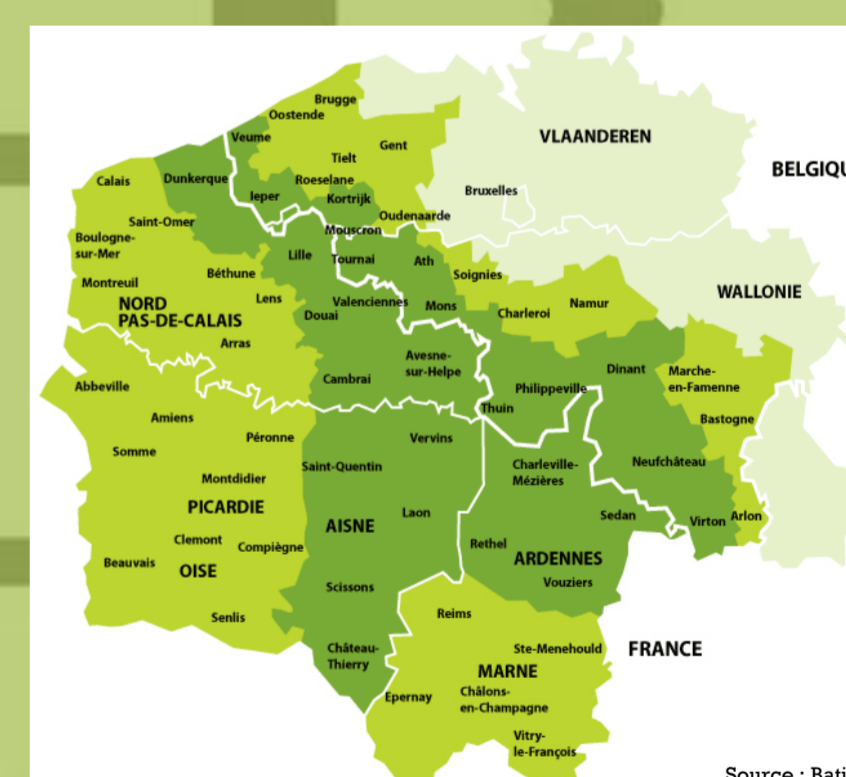 Brugge
Oostende
Veume
Gent
Tielt
VLAANDEREN
BELGIQU
Calais
Dunkerque
Roeselane
Ieper
Kortrijk
Bruxelles
Oudenaarde
Saint-Omer
Mouscron
Boulogne-
sur-Mer
Lille
Tournai
Ath
Soignies
Montreuil
Béthune
WALLONIE
Lens
Valenciennes
Mons
Namur
NORD
PAS-DE-CALAIS
Douai
Charleroi
Arras
Avesne-
sur-Helpe
Dinant
Marche-
en-Famenne
Abbeville
Cambrai
Philippeville
Thuin
Bastogne
Amiens
Péronne
Vervins
Somme
Saint-Quentin
Charleville-
Mézières
Neufchâteau
Montdidier
PICARDIE
AISNE
Laon
Sedan
Virton
Arlon
Clemont
Compiègne
Rethel
ARDENNES
Beauvais
OISE
Vouziers
Scissons
Senlis
Reims
Château-
Thierry
Ste-Menehould
FRANCE
MARNE
Epernay
Châlons-
en-Champagne
Vitry-
le-François
Source : Bati